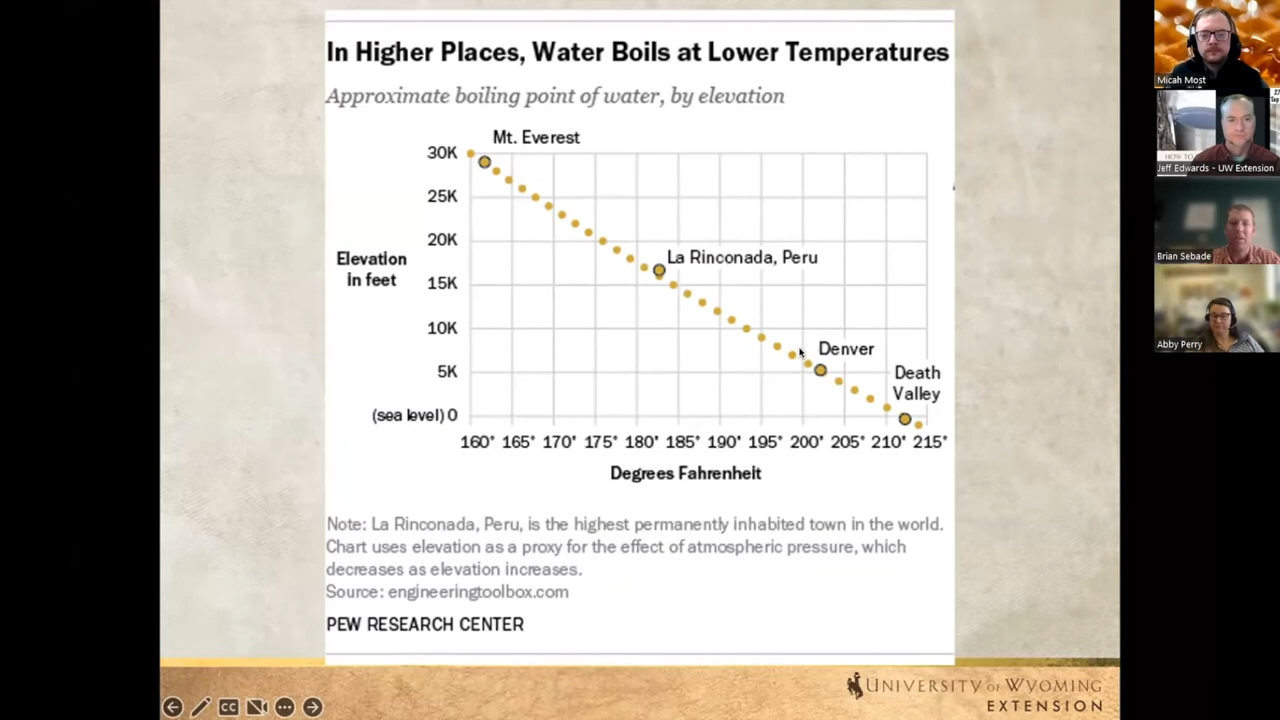 In Higher Places, Water Boils at Lower Temperatures
Approximate boiling point of water, by elevation
Mt. Everest
30K
25K
20K
La Rinconada, Peru
Elevation
in feet
15K
10K
Denver
5K
Death
Valley
(sea level) 0
160° 165° 170° 175° 180° 185° 190° 195° 200° 205° 210° 215°
Degrees Fahrenheit
Note: La Rinconada, Peru, is the highest permanently inhabited town in the world.
Chart uses elevation as a proxy for the effect of atmospheric pressure, which
decreases as elevation increases.
Source: engineeringtoolbox.com
PEW RESEARCH CENTER
UNIVERSITY OF WYOMING
EXTENSION
CC
Micah Most
HOW TO
Jeff Edwards - UW Extension
Brian Sebade
Abby Perry